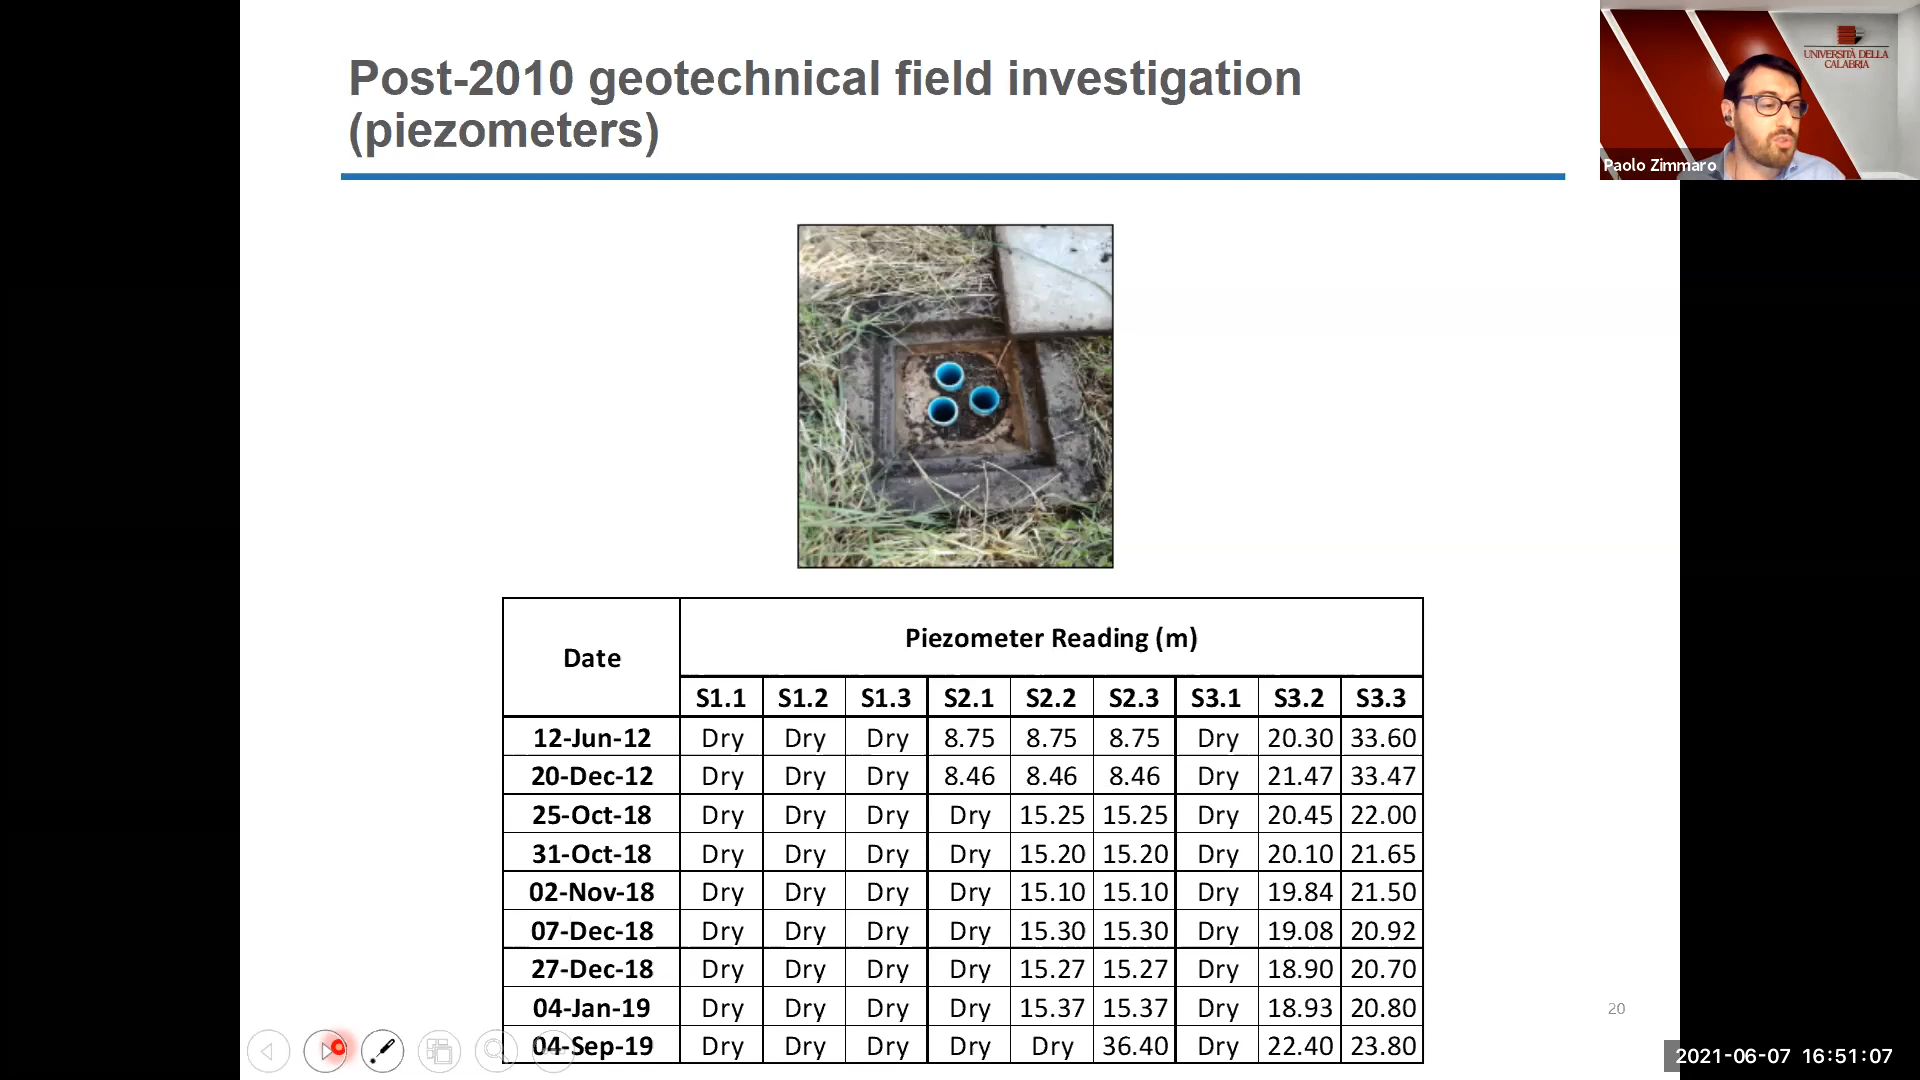 Post-2010 geotechnical field investigation
(piezometers)
UNIVERSITÀ DELLA
CALABRIA
Paolo Zimmaro
Date Piezometer Reading (m)
S1.1 S1.2 S1.3 S2.1 S2.2 S2.3 S3.1 S3.2 S3.3
12-Jun-12 Dry Dry Dry 8.75 8.75 8.75 Dry 20.30 33.60
20-Dec-12 Dry Dry Dry 8.46 8.46 8.46 Dry 21.47 33.47
25-Oct-18 Dry Dry Dry Dry 15.25 15.25 Dry 20.45 22.00
31-Oct-18 Dry Dry Dry Dry 15.20 15.20 Dry 20.10 21.65
02-Nov-18 Dry Dry Dry Dry 15.10 15.10 Dry 19.84 21.50
07-Dec-18 Dry Dry Dry Dry 15.30 15.30 Dry 19.08 20.92
27-Dec-18 Dry Dry Dry Dry 15.27 15.27 Dry 18.90 20.70
04-Jan-19 Dry Dry Dry Dry 15.37 15.37 Dry 18.93 20.80
04-Sep-19 Dry Dry Dry Dry Dry 36.40 Dry 22.40 23.80
20
2021-06-07 16:51:07